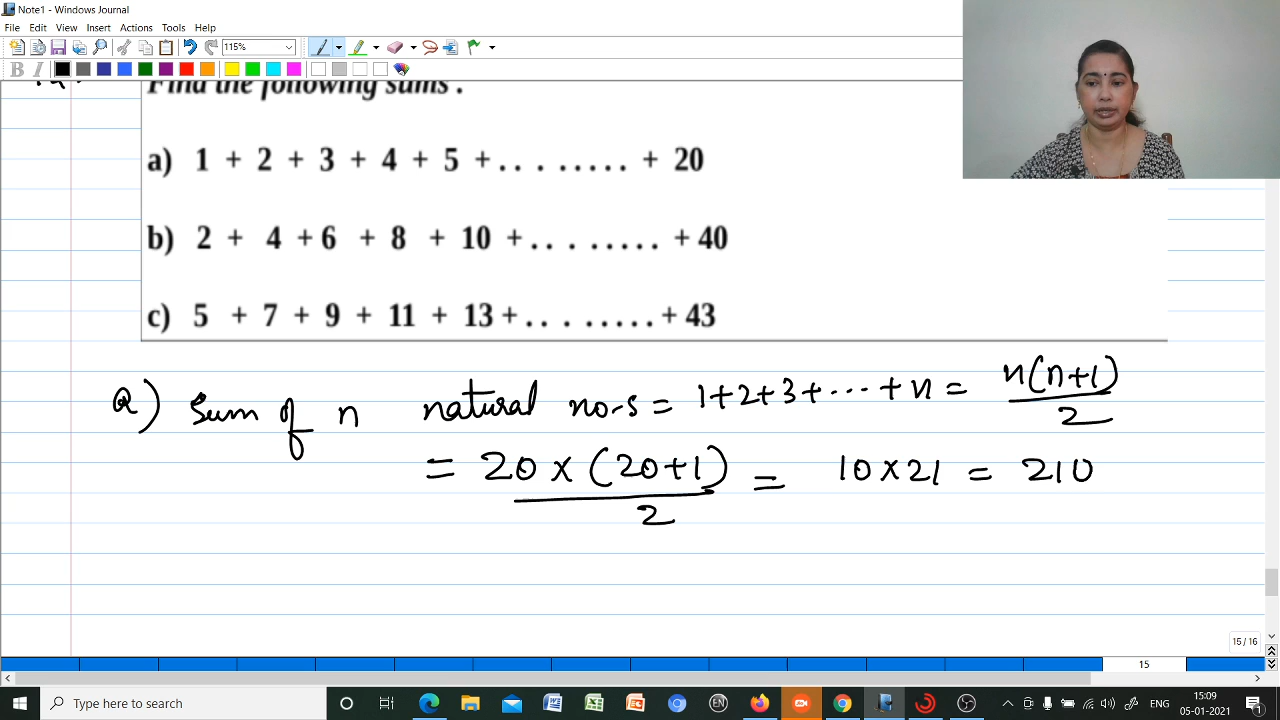 Note1 - Windows Journal
File Edit View Insert Actions Tools Help
115%
B I
Find the following sums .
a) 1 + 2 + 3 + 4 + 5 + . . . . . . . . . + 20
b) 2 + 4 + 6 + 8 + 10 + . . . . . . . . . + 40
c) 5 + 7 + 9 + 11 + 13 + . . . . . . . . . + 43
a) Sum of n natural no-s = 1+2+3+...+n = n(n+1)/2
= 20 x (20+1)/2 = 10 x 21 = 210
15 / 16
15
Type here to search
EN
ENG
15:09
05-01-2021